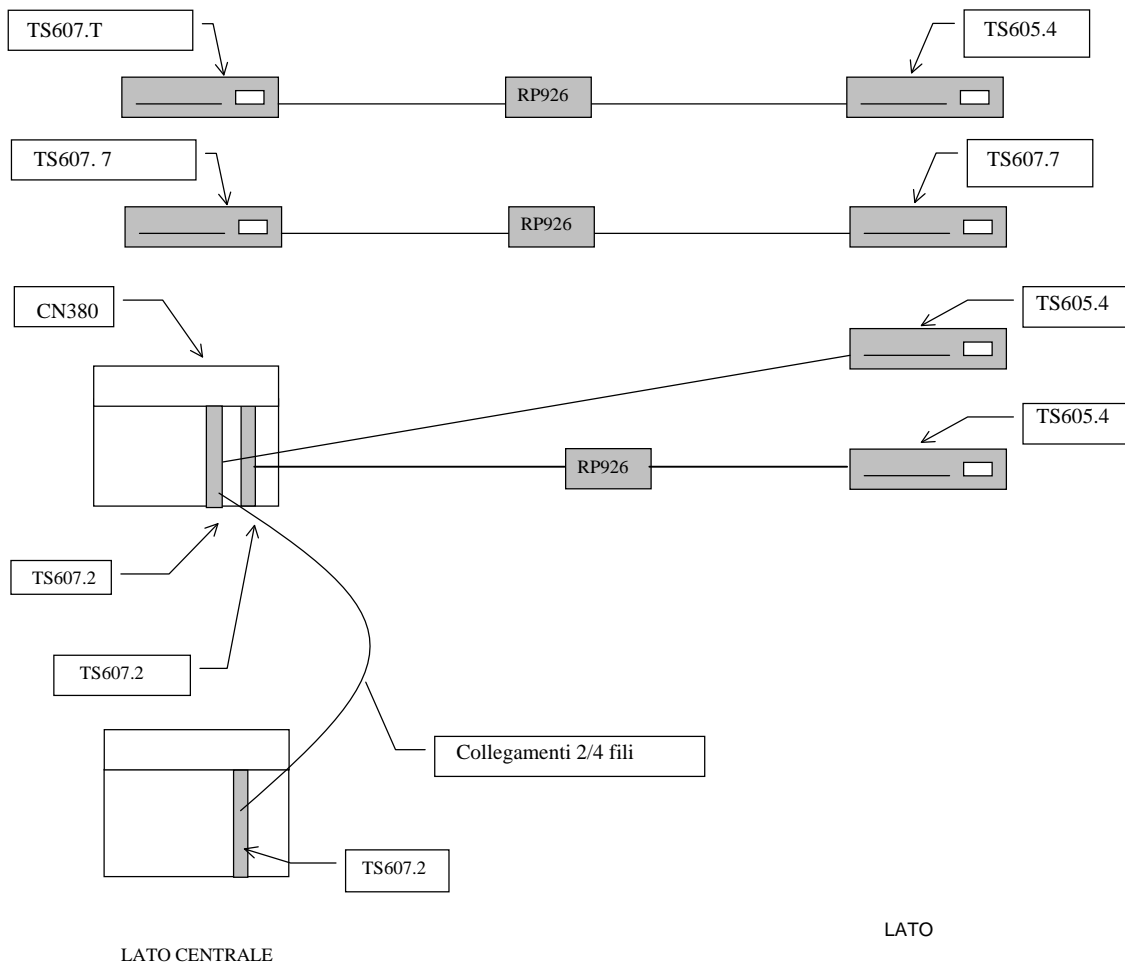 TS607.T
TS605.4
RP926
TS607. 7
TS607.7
RP926
CN380
TS605.4
TS605.4
RP926
TS607.2
TS607.2
Collegamenti 2/4 fili
TS607.2
LATO
LATO CENTRALE